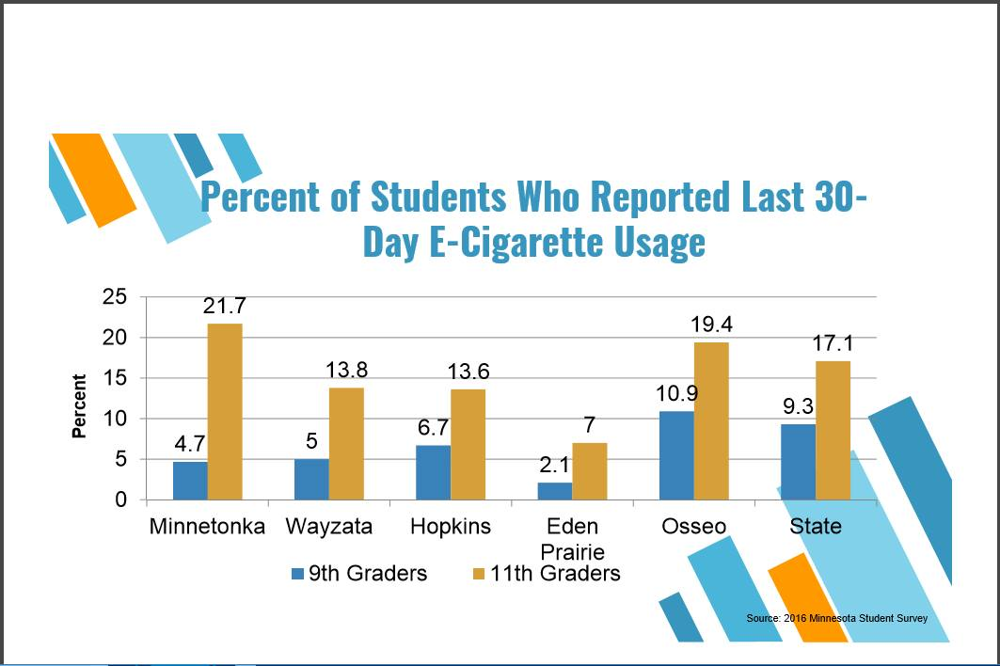 Percent of Students Who Reported Last 30-
Day E-Cigarette Usage
25
20
15
10
5
0
Percent
21.7
4.7
13.8
5
13.6
6.7
7
2.1
19.4
10.9
17.1
9.3
Minnetonka Wayzata Hopkins Eden Osseo State
Prairie
9th Graders 11th Graders
Source: 2016 Minnesota Student Survey